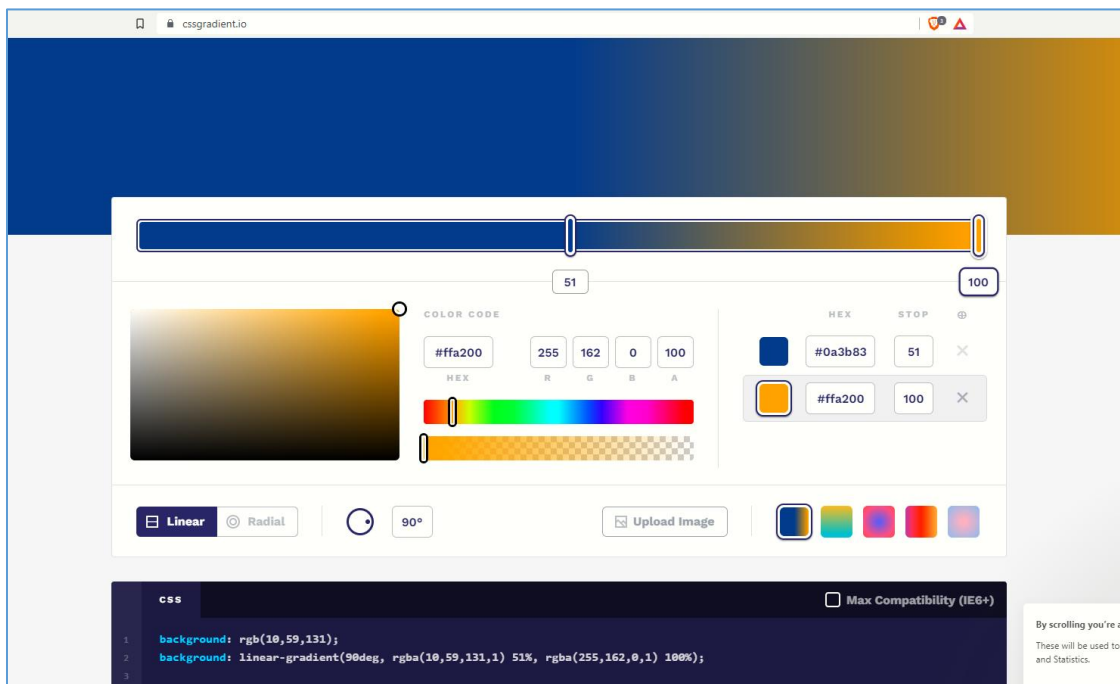 cssgradient.io
51
100
COLOR CODE
#ffa200 255 162 0 100
HEX R G B A
HEX STOP
#0a3b83 51
#ffa200 100
Linear Radial 90° Upload Image
css Max Compatibility (IE6+)
1 background: rgb(10,59,131);
2 background: linear-gradient(90deg, rgba(10,59,131,1) 51%, rgba(255,162,0,1) 100%);
3
By scrolling you're a
These will be used to
and Statistics.